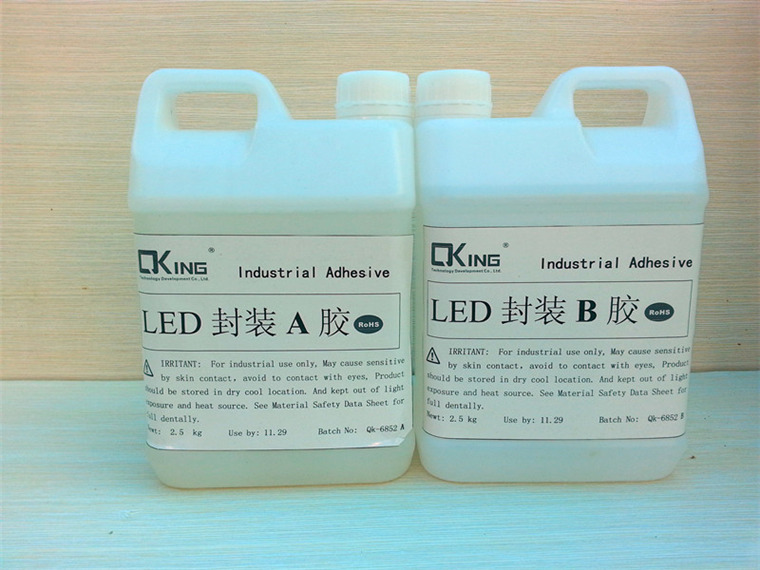 QKING®
Technology Development Co., Ltd.
Industrial Adhesive
LED 封装 A 胶 RoHS
IRRITANT: For industrial use only, May cause sensitive
by skin contact, avoid to contact with eyes, Product
should be stored in dry cool location. And kept out of light
exposure and heat source. See Material Safety Data Sheet for
full dentally.
Newt: 2.5 kg Use by: 11.29 Batch No: Qk-6852 A
QKING®
Technology Development Co., Ltd.
Industrial Adhesive
LED 封装 B 胶 RoHS
IRRITANT: For industrial use only, May cause sensitive
by skin contact, avoid to contact with eyes, Product
should be stored in dry cool location. And kept out of light
exposure and heat source. See Material Safety Data Sheet for
full dentally.
Newt: 2.5 kg Use by: 11.29 Batch No: Qk-6852 B